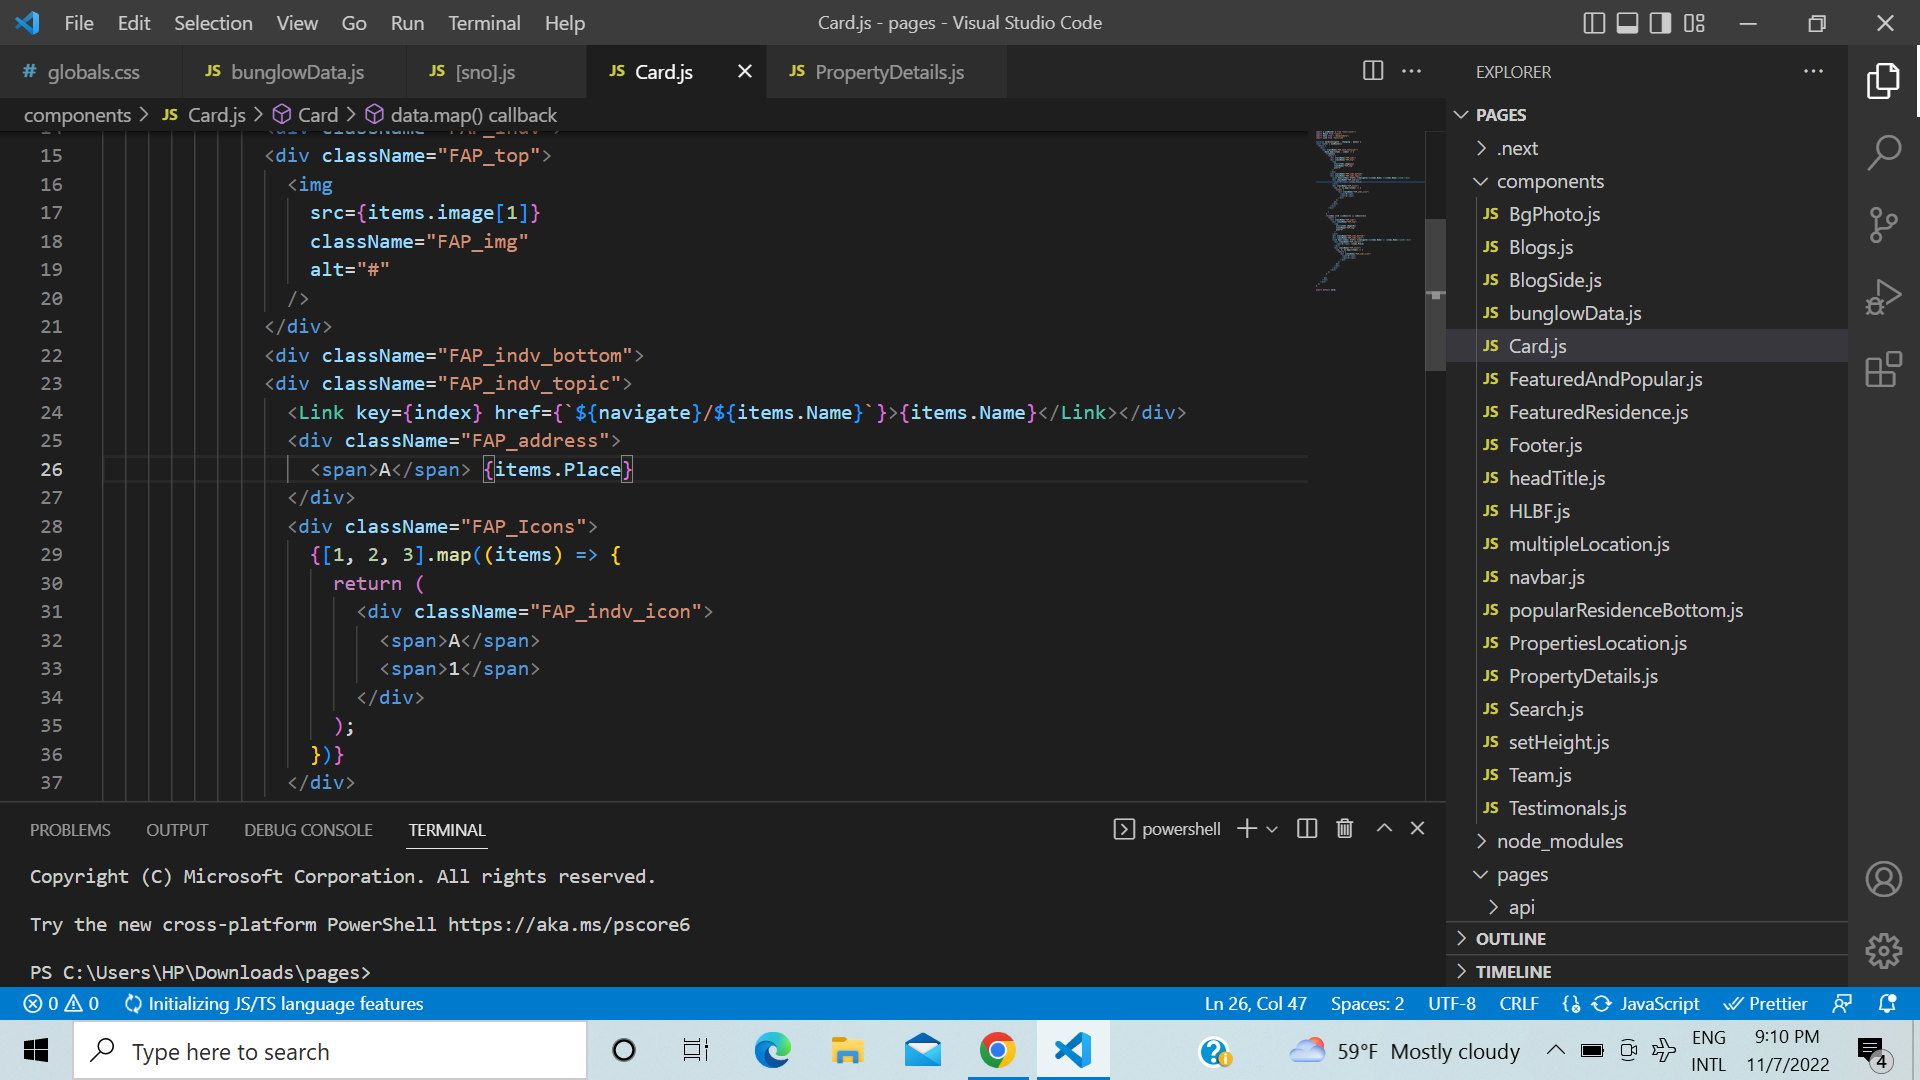 File Edit Selection View Go Run Terminal Help
Card.js - pages - Visual Studio Code
# globals.css
JS bunglowData.js
JS [sno].js
JS Card.js
JS PropertyDetails.js
components > JS Card.js > Card > data.map() callback
15 <div className="FAP_top">
16 <img
17 src={items.image[1]}
18 className="FAP_img"
19 alt="#"
20 />
21 </div>
22 <div className="FAP_indv_bottom">
23 <div className="FAP_indv_topic">
24 <Link key={index} href={`${navigate}/${items.Name}`}>{items.Name}</Link></div>
25 <div className="FAP_address">
26 <span>A</span> {items.Place}
27 </div>
28 <div className="FAP_Icons">
29 {[1, 2, 3].map((items) => {
30 return (
31 <div className="FAP_indv_icon">
32 <span>A</span>
33 <span>1</span>
34 </div>
35 );
36 })}
37 </div>
PROBLEMS OUTPUT DEBUG CONSOLE TERMINAL
powershell
Copyright (C) Microsoft Corporation. All rights reserved.
Try the new cross-platform PowerShell https://aka.ms/pscore6
PS C:\Users\HP\Downloads\pages>
EXPLORER
PAGES
.next
components
JS BgPhoto.js
JS Blogs.js
JS BlogSide.js
JS bunglowData.js
JS Card.js
JS FeaturedAndPopular.js
JS FeaturedResidence.js
JS Footer.js
JS headTitle.js
JS HLBF.js
JS multipleLocation.js
JS navbar.js
JS popularResidenceBottom.js
JS PropertiesLocation.js
JS PropertyDetails.js
JS Search.js
JS setHeight.js
JS Team.js
JS Testimonals.js
node_modules
pages
api
OUTLINE
TIMELINE
0 0 Initializing JS/TS language features
Ln 26, Col 47 Spaces: 2 UTF-8 CRLF JavaScript Prettier
Type here to search
59°F Mostly cloudy
ENG
INTL
9:10 PM
11/7/2022
4